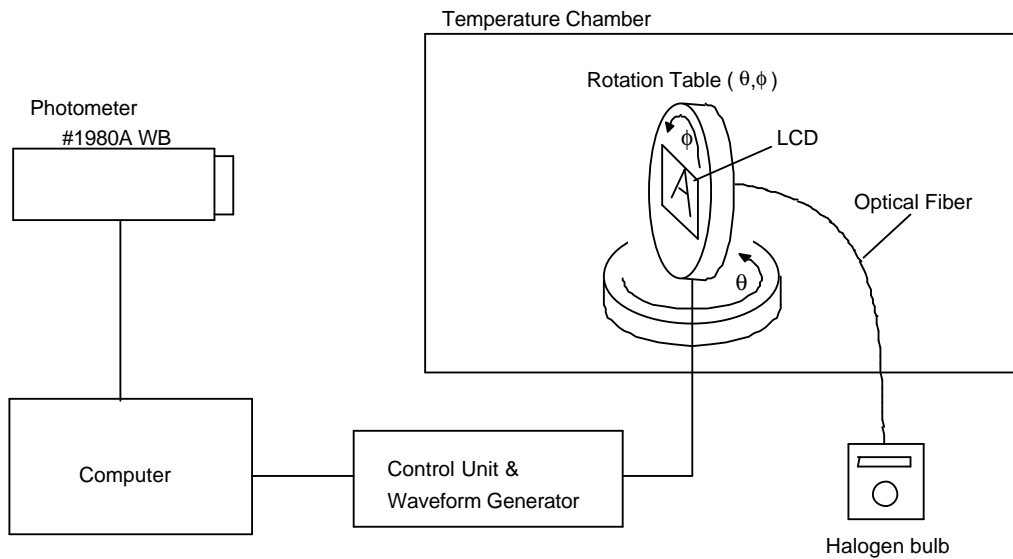 Temperature Chamber
Rotation Table ( θ,φ )
Photometer
#1980A WB
φ
LCD
A
Optical Fiber
θ
Computer
Control Unit &
Waveform Generator
Halogen bulb